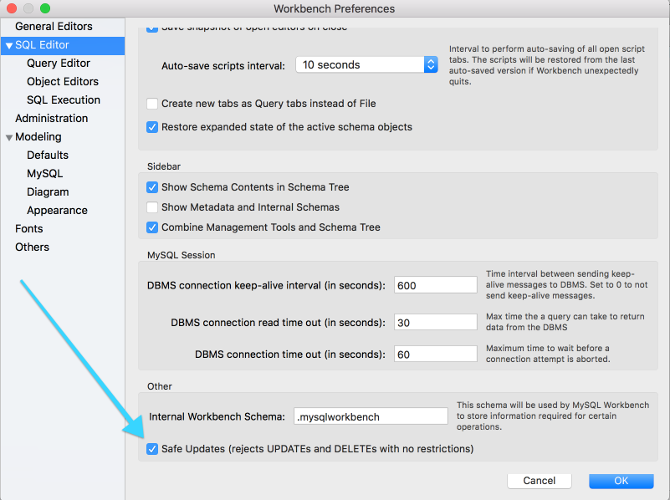 Workbench Preferences
General Editors
SQL Editor
Query Editor
Object Editors
SQL Execution
Administration
Modeling
Defaults
MySQL
Diagram
Appearance
Fonts
Others
Save snapshot of open editors on close
Auto-save scripts interval:
10 seconds
Interval to perform auto-saving of all open script
tabs. The scripts will be restored from the last
auto-saved version if Workbench unexpectedly
quits.
Create new tabs as Query tabs instead of File
Restore expanded state of the active schema objects
Sidebar
Show Schema Contents in Schema Tree
Show Metadata and Internal Schemas
Combine Management Tools and Schema Tree
MySQL Session
DBMS connection keep-alive interval (in seconds):
600
Time interval between sending keep-
alive messages to DBMS. Set to 0 to not
send keep-alive messages.
DBMS connection read time out (in seconds):
30
Max time the a query can take to return
data from the DBMS
DBMS connection time out (in seconds):
60
Maximum time to wait before a
connection attempt is aborted.
Other
Internal Workbench Schema:
.mysqlworkbench
This schema will be used by MySQL Workbench
to store information required for certain
operations.
Safe Updates (rejects UPDATEs and DELETEs with no restrictions)
Cancel
OK